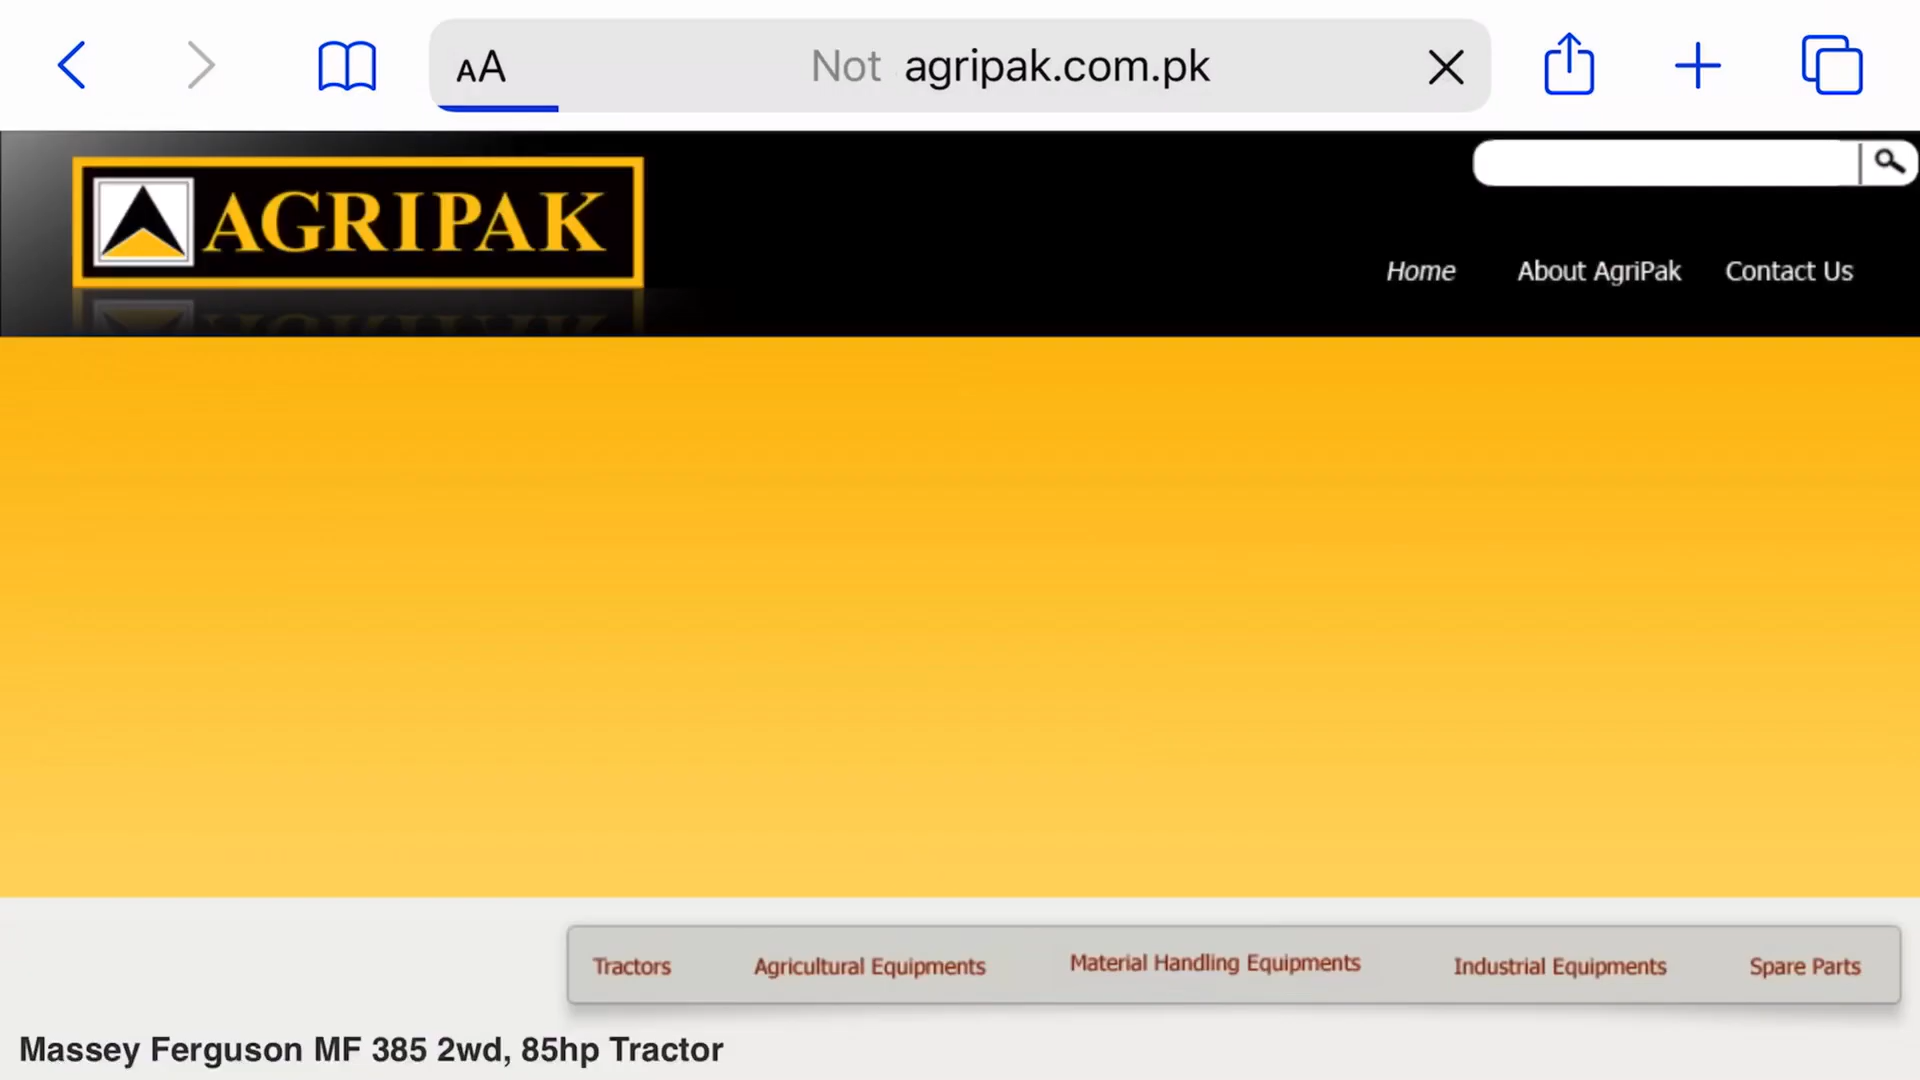 AA Not agripak.com.pk
AGRIPAK
Home About AgriPak Contact Us
Tractors Agricultural Equipments Material Handling Equipments Industrial Equipments Spare Parts
Massey Ferguson MF 385 2wd, 85hp Tractor